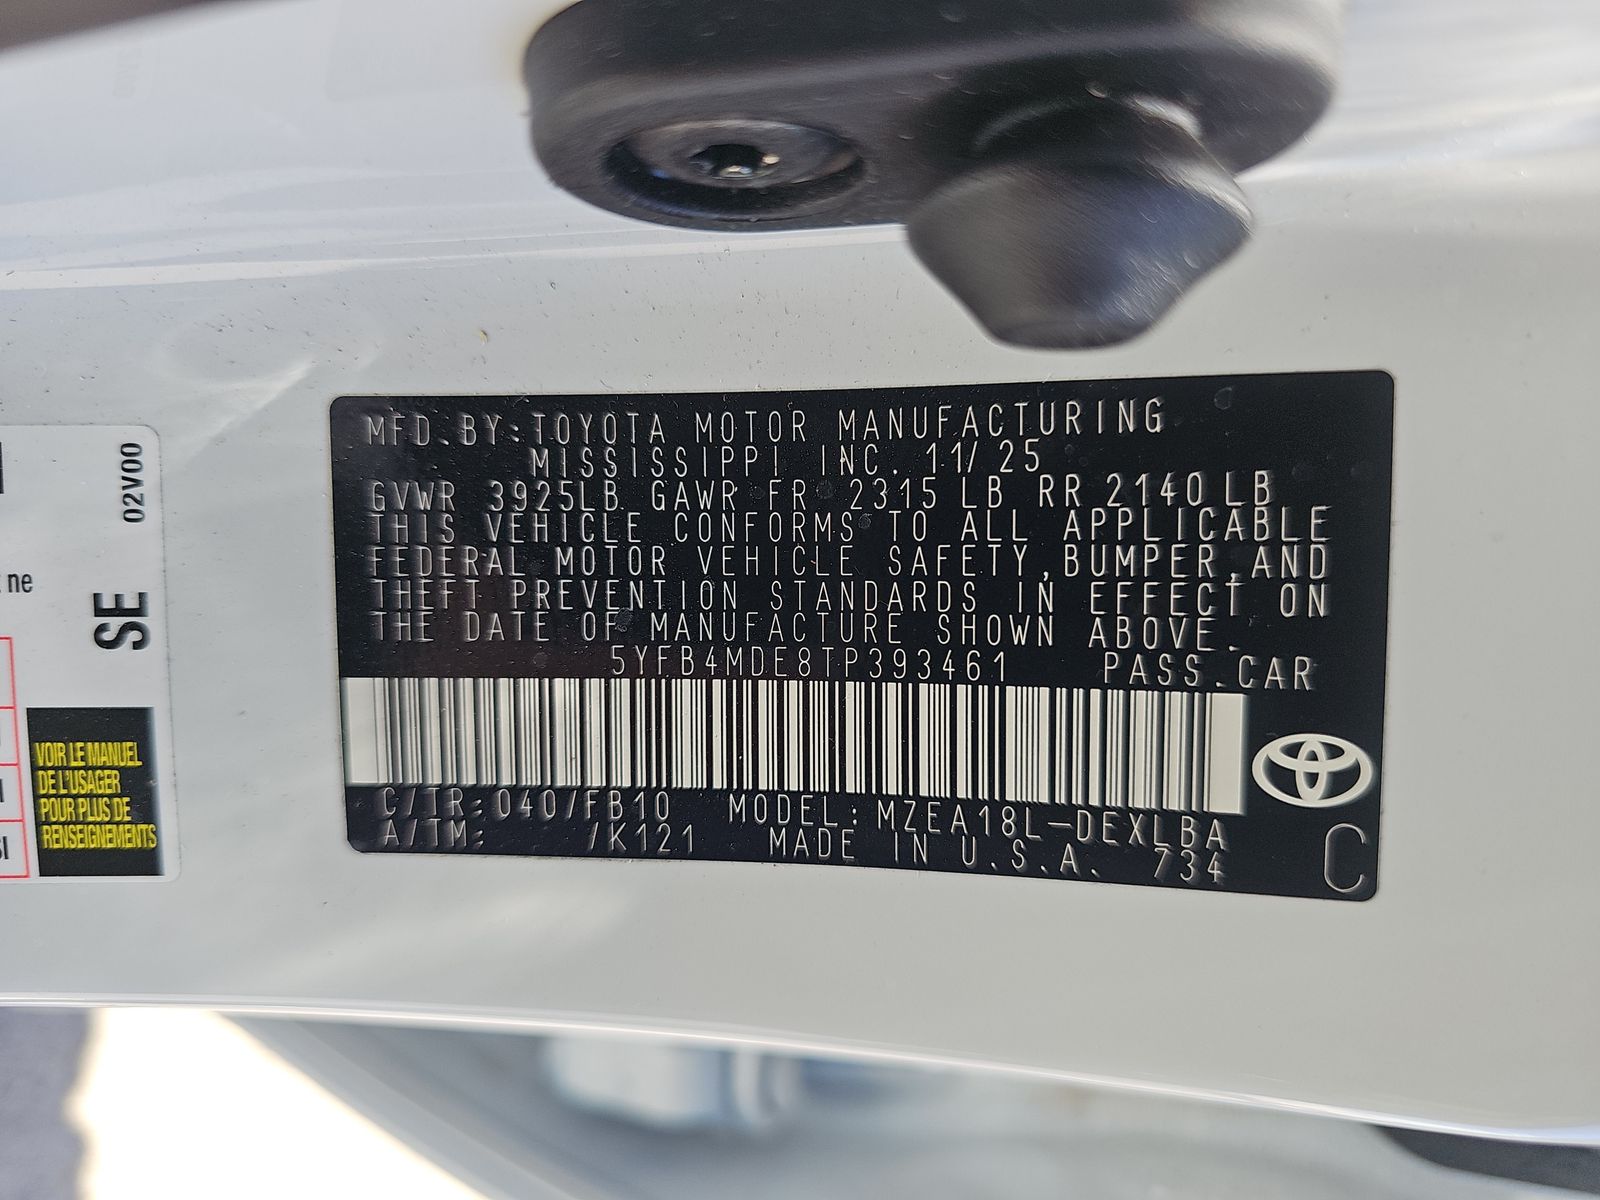 MFD.BY:TOYOTA MOTOR MANUFACTURING
MISSISSIPPI INC. 11/25
GVWR 3925LB GAWR FR 2315 LB RR 2140 LB
THIS VEHICLE CONFORMS TO ALL APPLICABLE
FEDERAL MOTOR VEHICLE SAFETY,BUMPER,AND
THEFT PREVENTION STANDARDS IN EFFECT ON
THE DATE OF MANUFACTURE SHOWN ABOVE.
5YFB4MDE8TP393461 PASS.CAR
C/TR:040/FB10 MODEL:MZEA18L-DEXLBA
A/TM: /K121 MADE IN U.S.A. 734
C
02V00
SE
ne
VOIR LE MANUEL
DE L'USAGER
POUR PLUS DE
RENSEIGNEMENTS